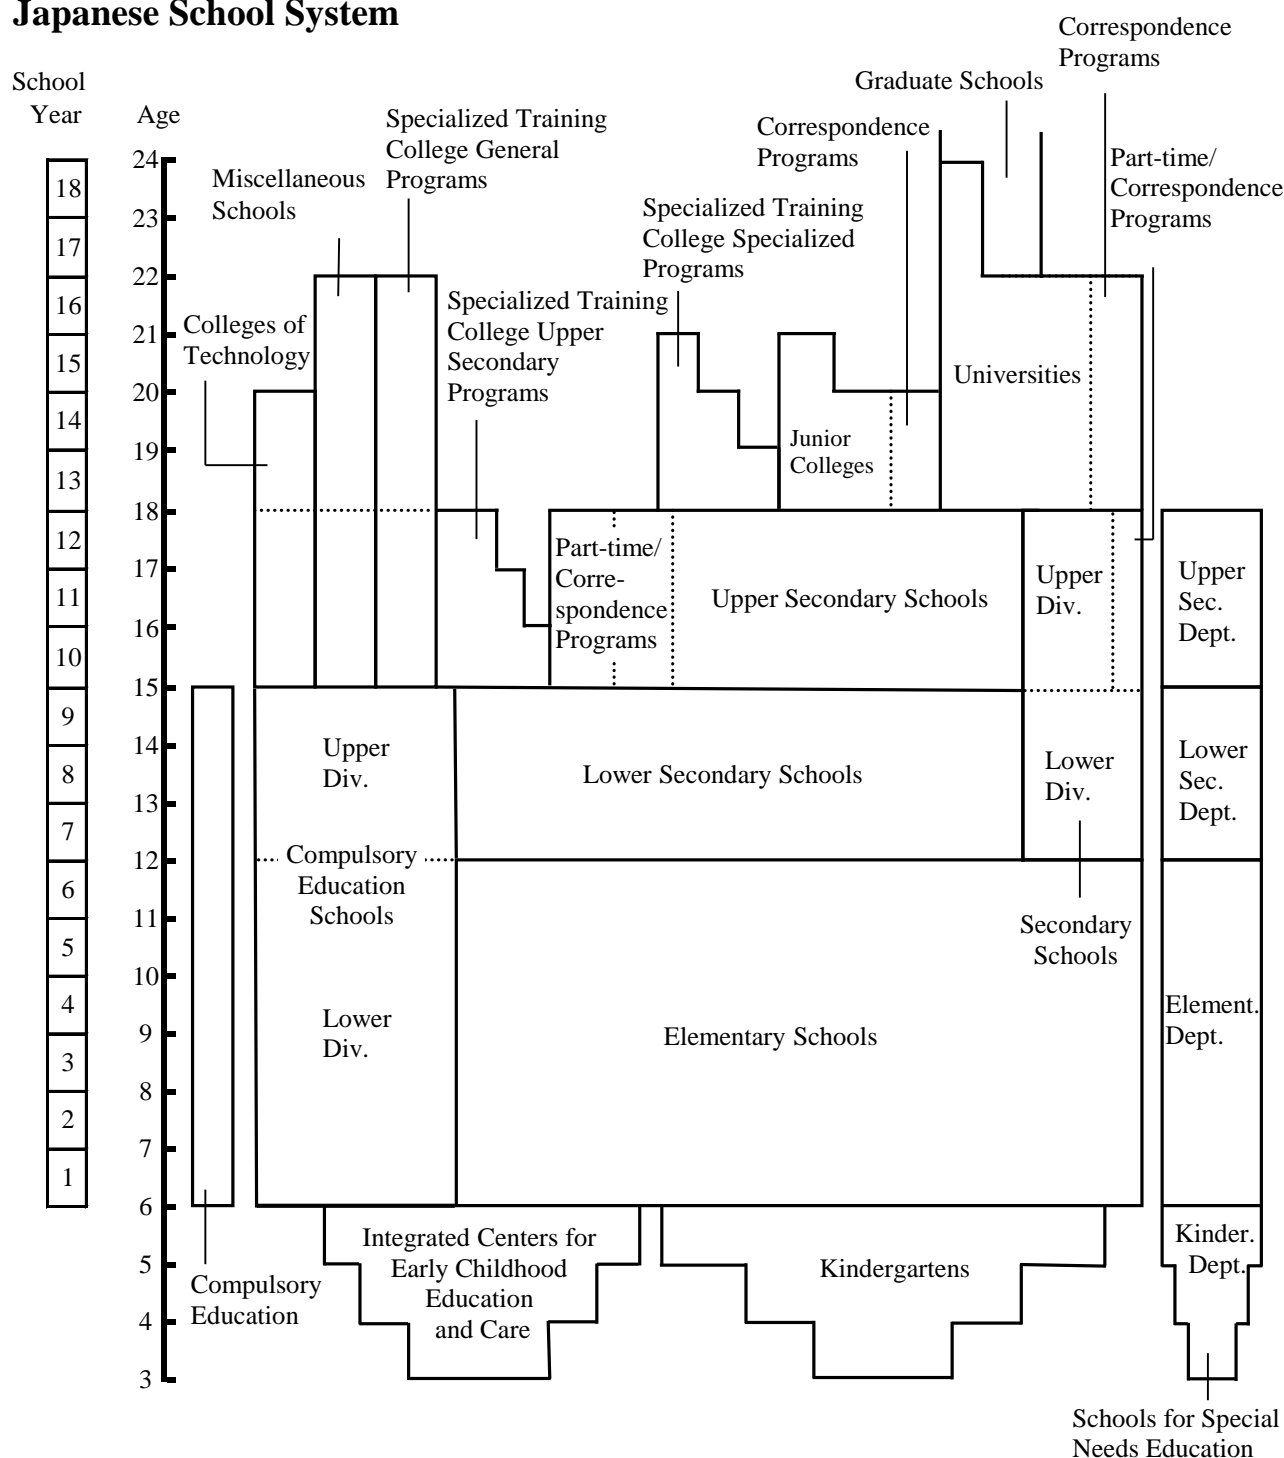 Japanese School System
Correspondence
Programs
School
Year
Age
Graduate Schools
Specialized Training
College General
Programs
Correspondence
Programs
Part-time/
Correspondence
Programs
Miscellaneous
Schools
Specialized Training
College Specialized
Programs
Specialized Training
College Upper
Secondary
Programs
Colleges of
Technology
Universities
Junior
Colleges
24
23
22
21
20
19
18
17
16
15
14
13
12
11
10
9
8
7
6
5
4
3
18
17
16
15
14
13
12
11
10
9
8
7
6
5
4
3
2
1
Part-time/
Corre-
spondence
Programs
Upper Secondary Schools
Upper
Div.
Upper
Sec.
Dept.
Upper
Div.
Lower Secondary Schools
Lower
Div.
Lower
Sec.
Dept.
Compulsory
Education
Schools
Secondary
Schools
Lower
Div.
Elementary Schools
Element.
Dept.
Integrated Centers for
Early Childhood
Education
and Care
Kindergartens
Kinder.
Dept.
Compulsory
Education
Schools for Special
Needs Education